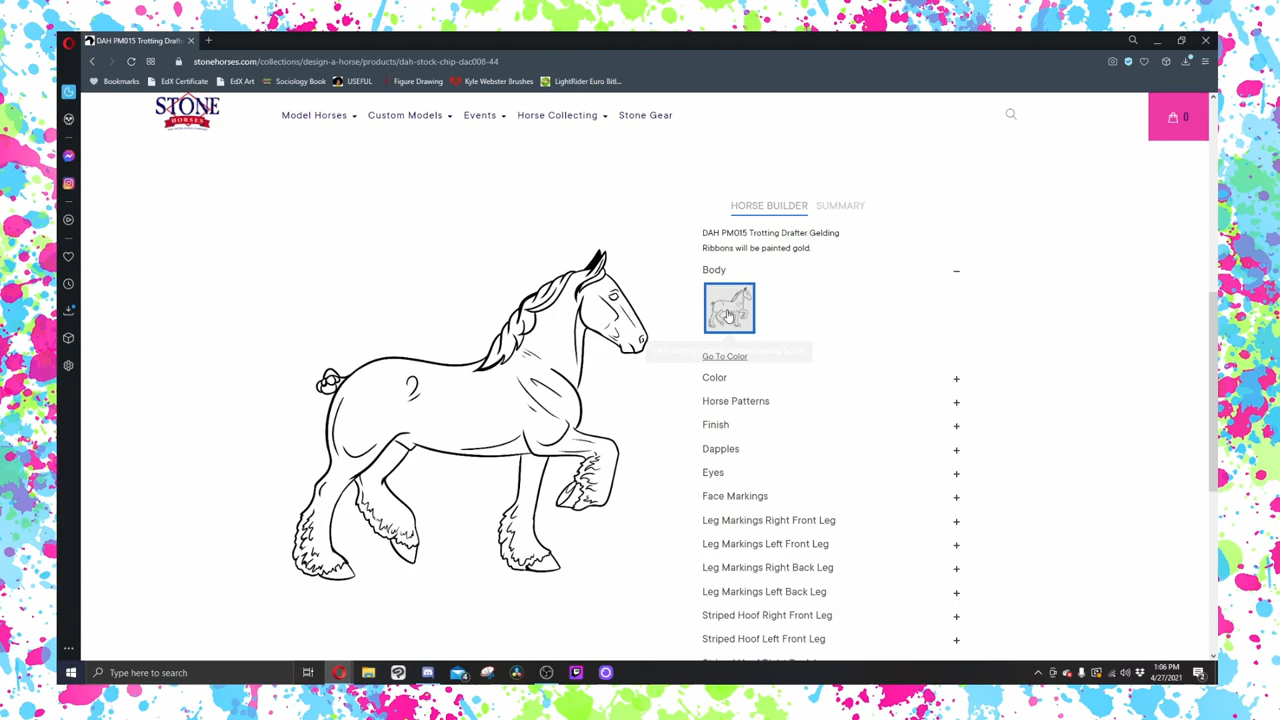 DAH PM015 Trotting Draft
stonehorses.com/collections/design-a-horse/products/dah-stock-chip-dac008-44
Bookmarks EdX Certificate EdX Art Sociology Book USEFUL Figure Drawing Kyle Webster Brushes LightRider Euro Bitt...
STONE
HORSES
Model Horses Custom Models Events Horse Collecting Stone Gear
0
HORSE BUILDER SUMMARY
DAH PM015 Trotting Drafter Gelding
Ribbons will be painted gold.
Body
Go To Color
Color
Horse Patterns
Finish
Dapples
Eyes
Face Markings
Leg Markings Right Front Leg
Leg Markings Left Front Leg
Leg Markings Right Back Leg
Leg Markings Left Back Leg
Striped Hoof Right Front Leg
Striped Hoof Left Front Leg
Type here to search
1:06 PM
4/27/2021